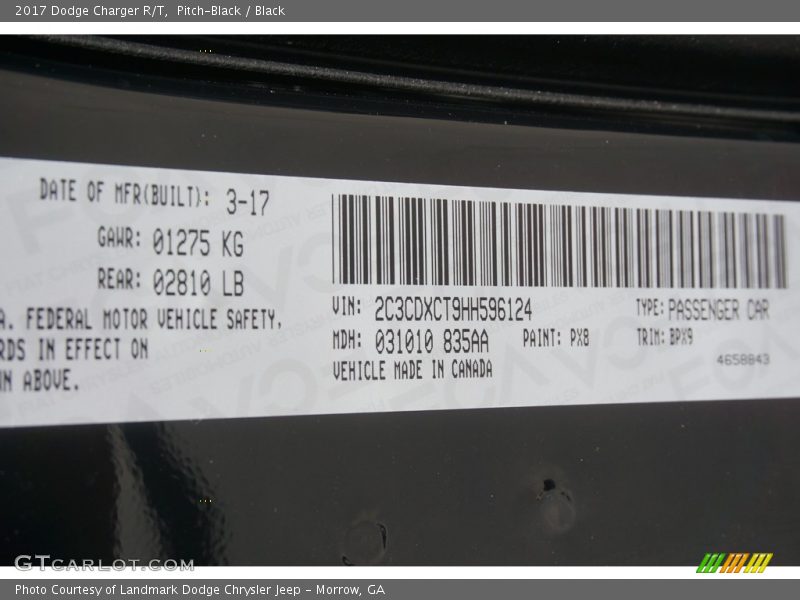 2017 Dodge Charger R/T, Pitch-Black / Black
DATE OF MFR(BUILT): 3-17
GAWR: 01275 KG
REAR: 02810 LB
A. FEDERAL MOTOR VEHICLE SAFETY,
RDS IN EFFECT ON
N ABOVE.
VIN: 2C3CDXCT9HH596124 TYPE: PASSENGER CAR
MDH: 031010 835AA PAINT: PX8 TRIM: BPX9
VEHICLE MADE IN CANADA
4658843
GTcarlot.com
Photo Courtesy of Landmark Dodge Chrysler Jeep - Morrow, GA